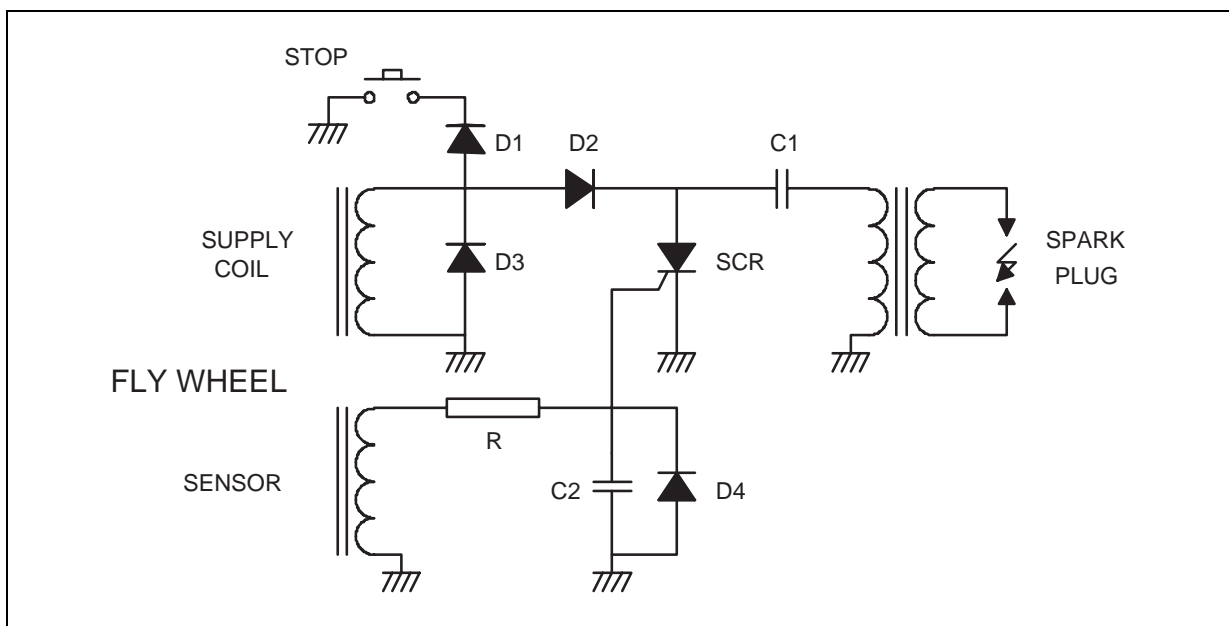 STOP
D1
D2
C1
SUPPLY
COIL
D3
SCR
SPARK
PLUG
FLY WHEEL
R
SENSOR
C2
D4